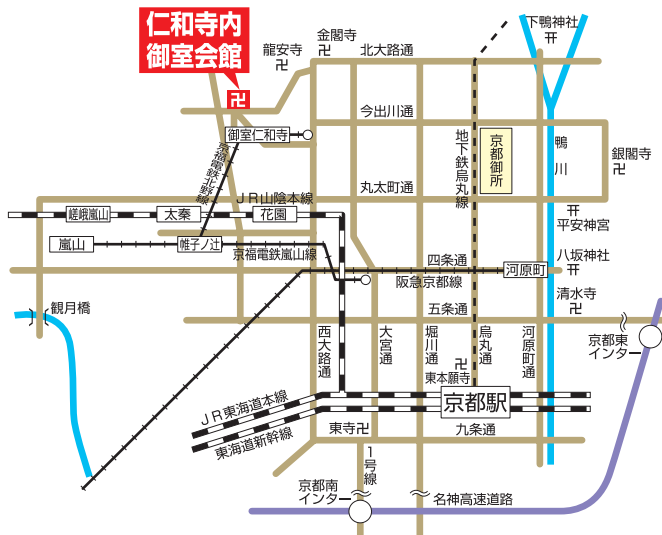 仁和寺内
御室会館
卍
下鴨神社
金閣寺
卍
北大路通
龍安寺
卍
今出川通
御室仁和寺
京福電鉄北野線
地下鉄烏丸線
京都御所
鴨川
銀閣寺
卍
丸太町通
JR山陰本線
嵯峨嵐山
太秦
花園
平安神宮
嵐山
帷子ノ辻
京福電鉄嵐山線
四条通
八坂神社
河原町
阪急京都線
清水寺
卍
観月橋
五条通
京都東
インター
西大路通
大宮通
堀川通
烏丸通
河原町通
卍
東本願寺
京都駅
JR東海道本線
東海道新幹線
東寺卍
九条通
1号線
京都南
インター
名神高速道路